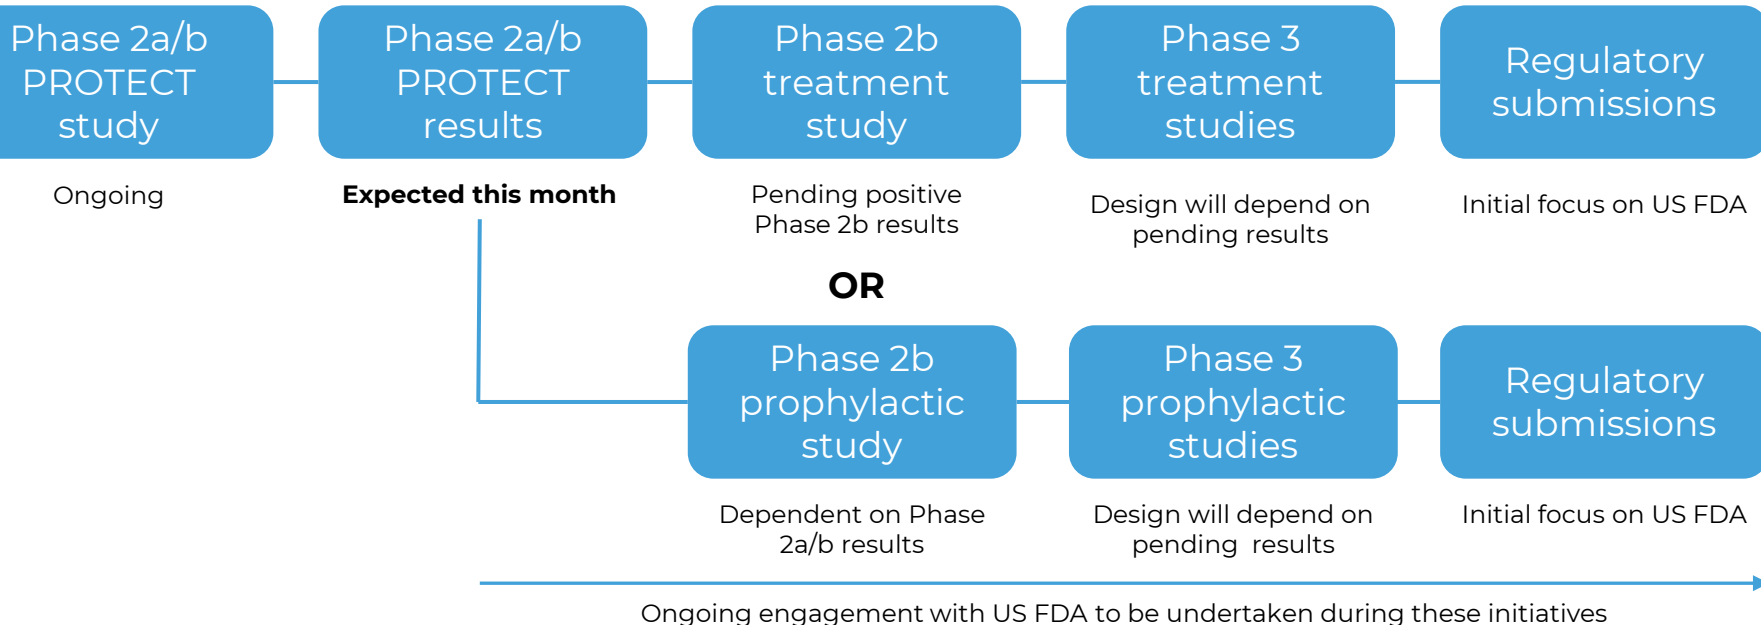 Phase 2a/b
PROTECT
study
Phase 2a/b
PROTECT
results
Phase 2b
treatment
study
Phase 3
treatment
studies
Regulatory
submissions
Ongoing
Expected this month
Pending positive
Phase 2b results
Design will depend on
pending results
Initial focus on US FDA
OR
Phase 2b
prophylactic
study
Phase 3
prophylactic
studies
Regulatory
submissions
Dependent on Phase
2a/b results
Design will depend on
pending results
Initial focus on US FDA
Ongoing engagement with US FDA to be undertaken during these initiatives